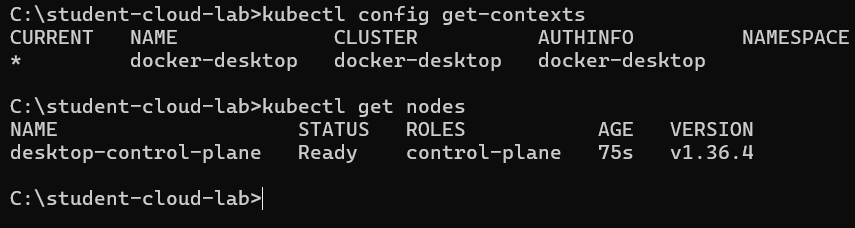 C:\student-cloud-lab>kubectl config get-contexts
CURRENT   NAME             CLUSTER          AUTHINFO         NAMESPACE
*         docker-desktop   docker-desktop   docker-desktop
C:\student-cloud-lab>kubectl get nodes
NAME                    STATUS   ROLES           AGE   VERSION
desktop-control-plane   Ready    control-plane   75s   v1.36.4
C:\student-cloud-lab>